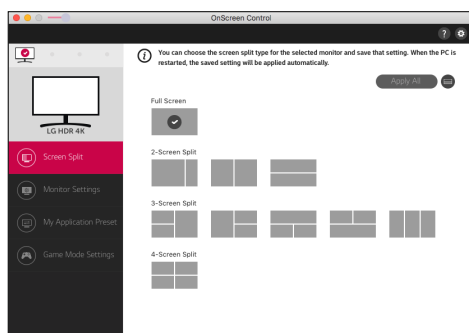 OnScreen Control
?
i
You can choose the screen split type for the selected monitor and save that setting. When the PC is
restarted, the saved setting will be applied automatically.
Apply All
LG HDR 4K
Screen Split
Monitor Settings
My Application Preset
Game Mode Settings
Full Screen
2-Screen Split
3-Screen Split
4-Screen Split